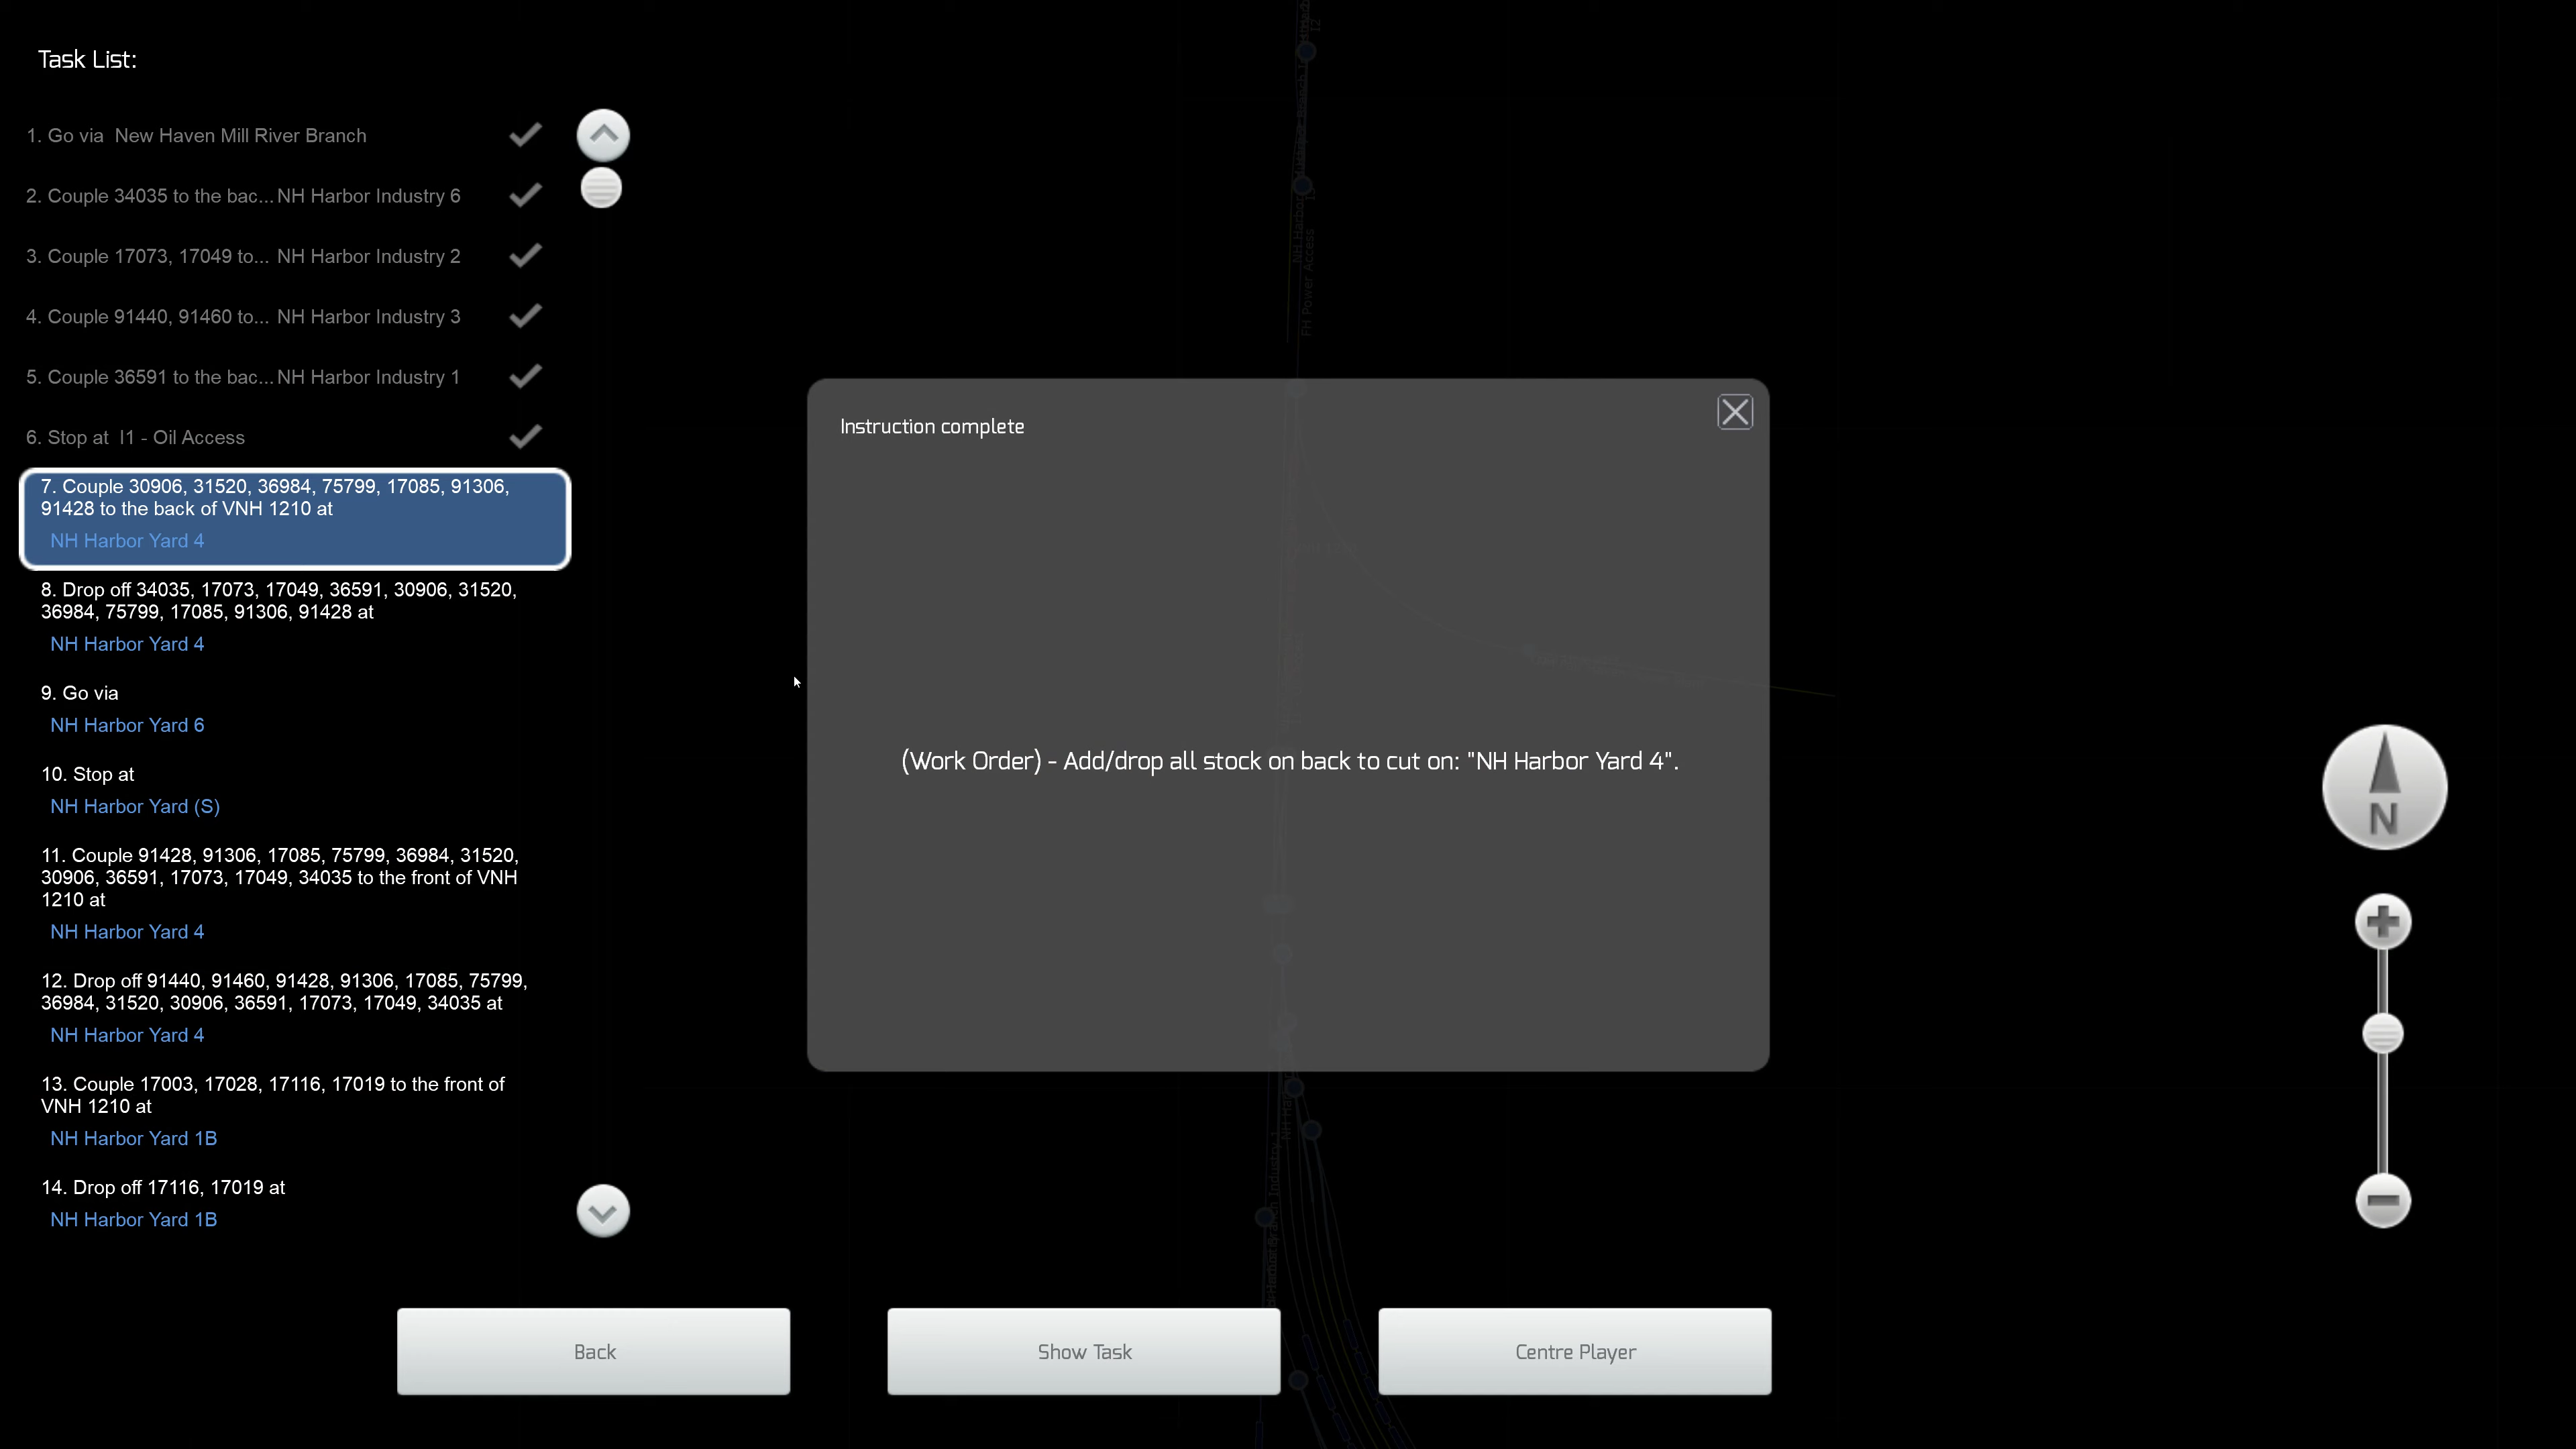 Task List:
1. Go via  New Haven Mill River Branch
2. Couple 34035 to the bac... NH Harbor Industry 6
3. Couple 17073, 17049 to... NH Harbor Industry 2
4. Couple 91440, 91460 to... NH Harbor Industry 3
5. Couple 36591 to the bac... NH Harbor Industry 1
6. Stop at  I1 - Oil Access
7. Couple 30906, 31520, 36984, 75799, 17085, 91306,
91428 to the back of VNH 1210 at
NH Harbor Yard 4
8. Drop off 34035, 17073, 17049, 36591, 30906, 31520,
36984, 75799, 17085, 91306, 91428 at
NH Harbor Yard 4
9. Go via
NH Harbor Yard 6
10. Stop at
NH Harbor Yard (S)
11. Couple 91428, 91306, 17085, 75799, 36984, 31520,
30906, 36591, 17073, 17049, 34035 to the front of VNH
1210 at
NH Harbor Yard 4
12. Drop off 91440, 91460, 91428, 91306, 17085, 75799,
36984, 31520, 30906, 36591, 17073, 17049, 34035 at
NH Harbor Yard 4
13. Couple 17003, 17028, 17116, 17019 to the front of
VNH 1210 at
NH Harbor Yard 1B
14. Drop off 17116, 17019 at
NH Harbor Yard 1B
Instruction complete
(Work Order) - Add/drop all stock on back to cut on: "NH Harbor Yard 4".
FH Power Access
N
Back
Show Task
Centre Player